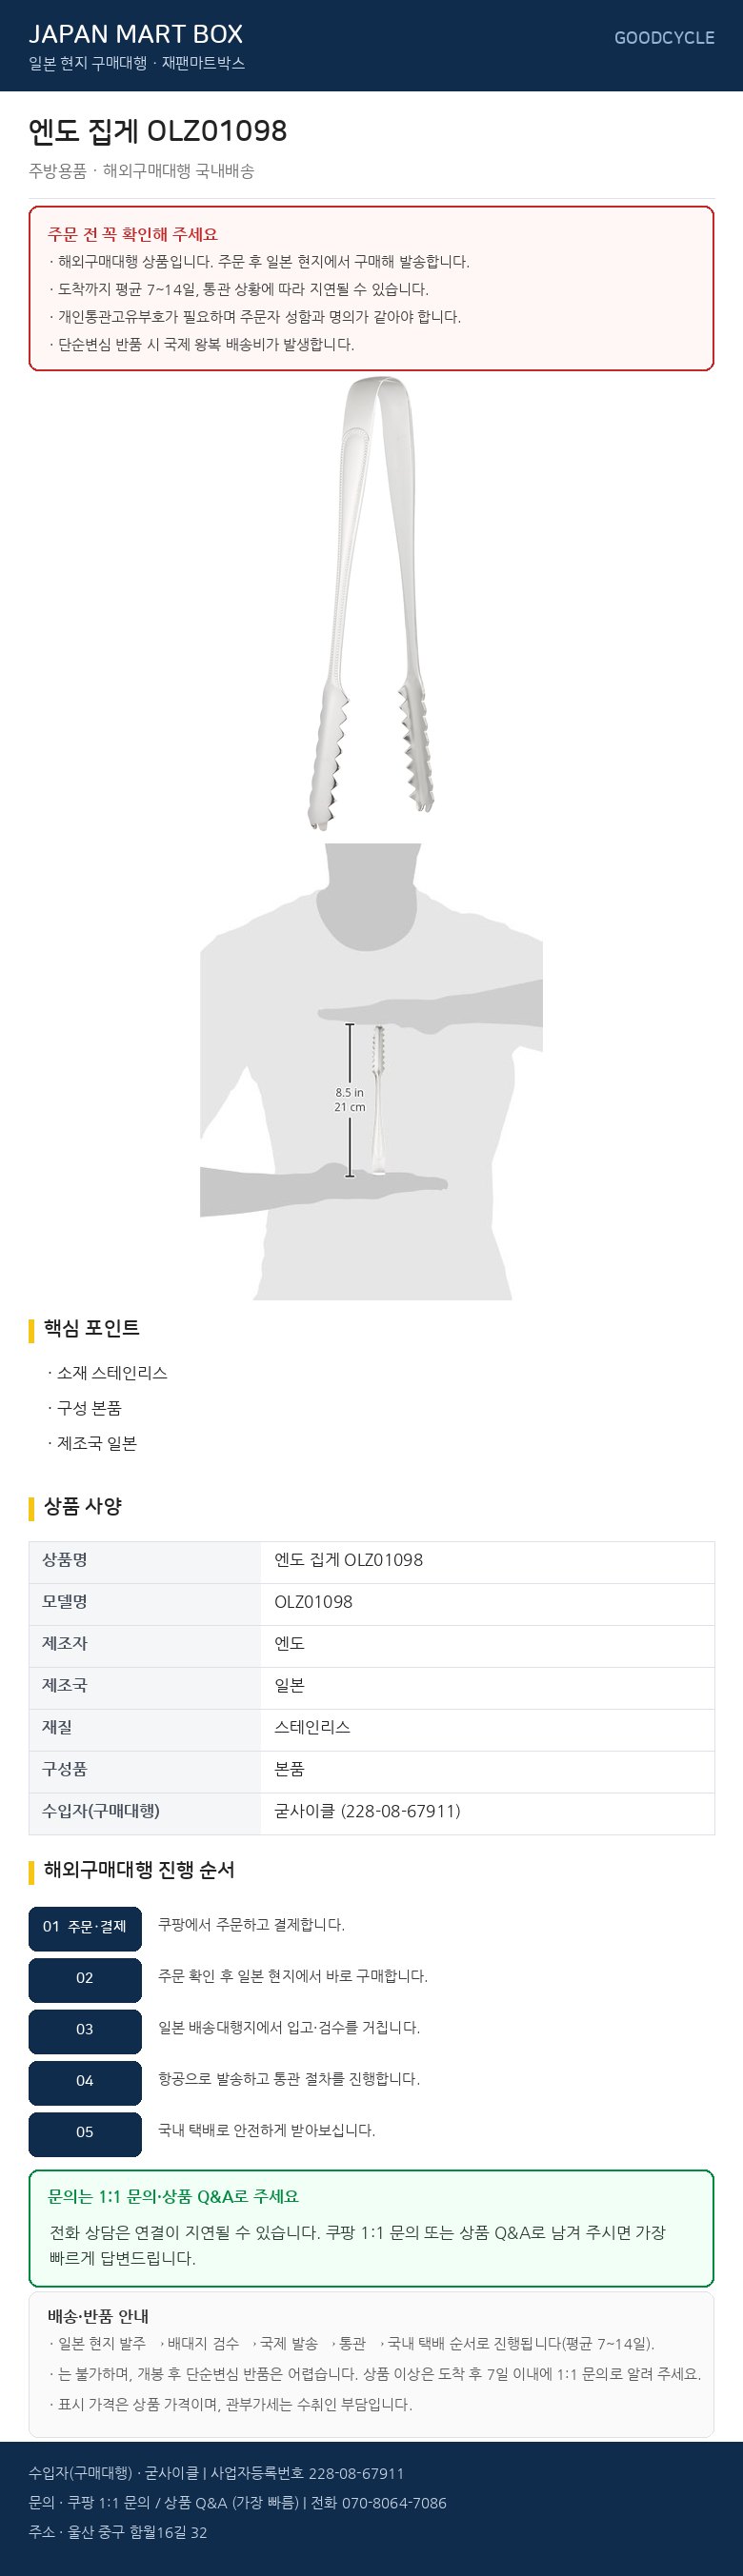 JAPAN MART BOX
GOODCYCLE
일본 현지 구매대행 · 재팬마트박스
엔도 집게 OLZ01098
주방용품 · 해외구매대행 국내배송
주문 전 꼭 확인해 주세요
· 해외구매대행 상품입니다. 주문 후 일본 현지에서 구매해 발송합니다.
· 도착까지 평균 7~14일, 통관 상황에 따라 지연될 수 있습니다.
· 개인통관고유부호가 필요하며 주문자 성함과 명의가 같아야 합니다.
· 단순변심 반품 시 국제 왕복 배송비가 발생합니다.
8.5 in
21 cm
핵심 포인트
· 소재 스테인리스
· 구성 본품
· 제조국 일본
상품 사양
상품명 엔도 집게 OLZ01098
모델명 OLZ01098
제조자 엔도
제조국 일본
재질 스테인리스
구성품 본품
수입자(구매대행) 굳사이클 (228-08-67911)
해외구매대행 진행 순서
01 주문·결제 쿠팡에서 주문하고 결제합니다.
02 주문 확인 후 일본 현지에서 바로 구매합니다.
03 일본 배송대행지에서 입고·검수를 거칩니다.
04 항공으로 발송하고 통관 절차를 진행합니다.
05 국내 택배로 안전하게 받아보십니다.
문의는 1:1 문의·상품 Q&A로 주세요
전화 상담은 연결이 지연될 수 있습니다. 쿠팡 1:1 문의 또는 상품 Q&A로 남겨 주시면 가장
빠르게 답변드립니다.
배송·반품 안내
· 일본 현지 발주 › 배대지 검수 › 국제 발송 › 통관 › 국내 택배 순서로 진행됩니다(평균 7~14일).
· 는 불가하며, 개봉 후 단순변심 반품은 어렵습니다. 상품 이상은 도착 후 7일 이내에 1:1 문의로 알려 주세요.
· 표시 가격은 상품 가격이며, 관부가세는 수취인 부담입니다.
수입자(구매대행) · 굳사이클 | 사업자등록번호 228-08-67911
문의 · 쿠팡 1:1 문의 / 상품 Q&A (가장 빠름) | 전화 070-8064-7086
주소 · 울산 중구 함월16길 32